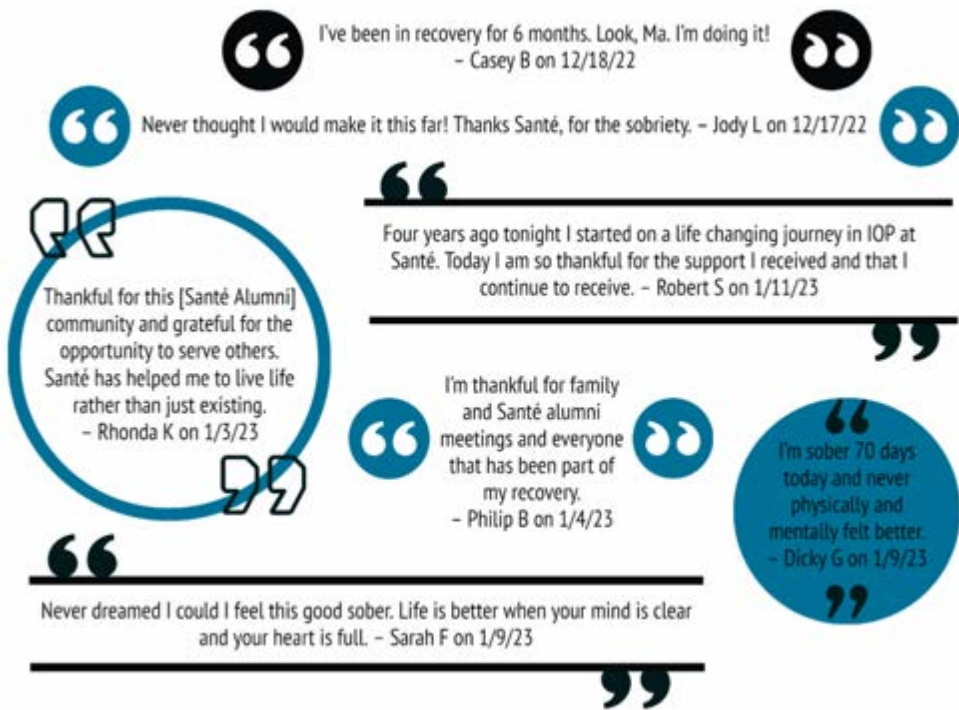 I've been in recovery for 6 months. Look, Ma. I'm doing it!
– Casey B on 12/18/22
Never thought I would make it this far! Thanks Santé, for the sobriety. – Jody L on 12/17/22
Four years ago tonight I started on a life changing journey in IOP at
Santé. Today I am so thankful for the support I received and that I
continue to receive. – Robert S on 1/11/23
Thankful for this [Santé Alumni]
community and grateful for the
opportunity to serve others.
Santé has helped me to live life
rather than just existing.
– Rhonda K on 1/3/23
I'm thankful for family
and Santé alumni
meetings and everyone
that has been part of
my recovery.
– Philip B on 1/4/23
I'm sober 70 days
today and never
physically and
mentally felt better.
– Dicky G on 1/9/23
Never dreamed I could I feel this good sober. Life is better when your mind is clear
and your heart is full. – Sarah F on 1/9/23